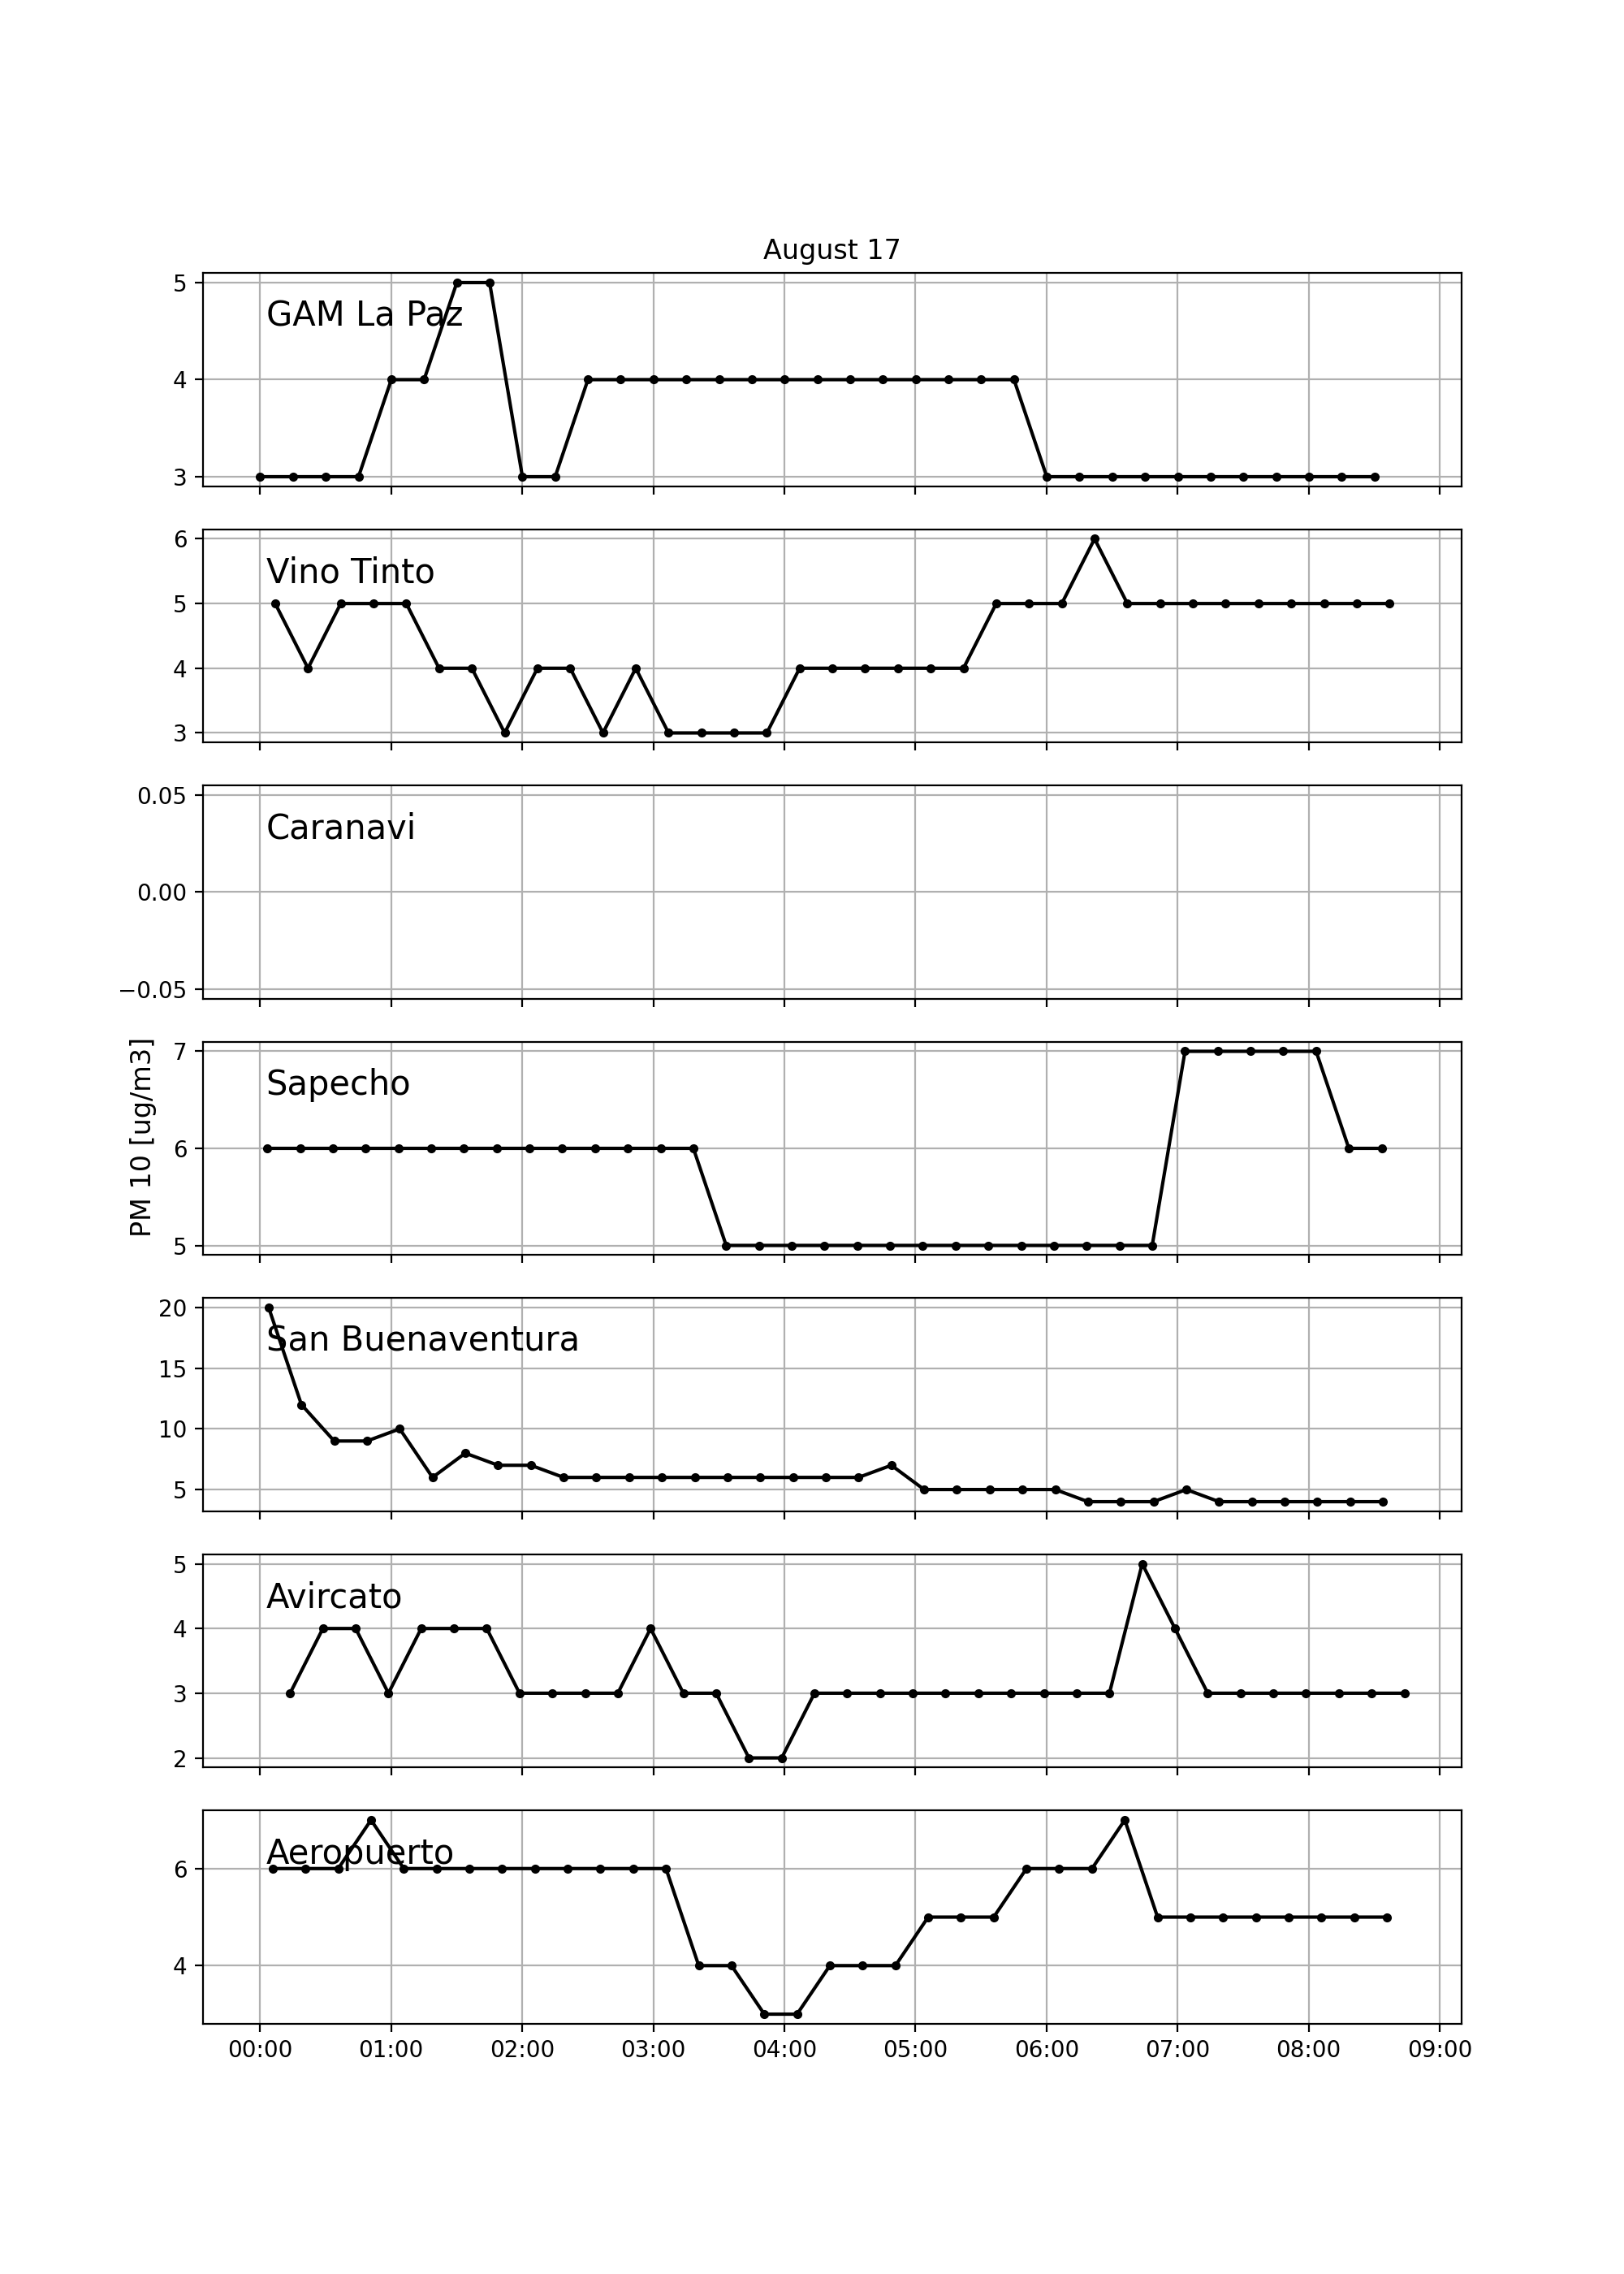 August 17
5
GAM La Paz
4
3
6
Vino Tinto
5
4
3
0.05
Caranavi
0.00
−0.05
PM 10 [ug/m3]
7
Sapecho
6
5
20
San Buenaventura
15
10
5
5
Avircato
4
3
2
Aeropuerto
6
4
00:00 01:00 02:00 03:00 04:00 05:00 06:00 07:00 08:00 09:00